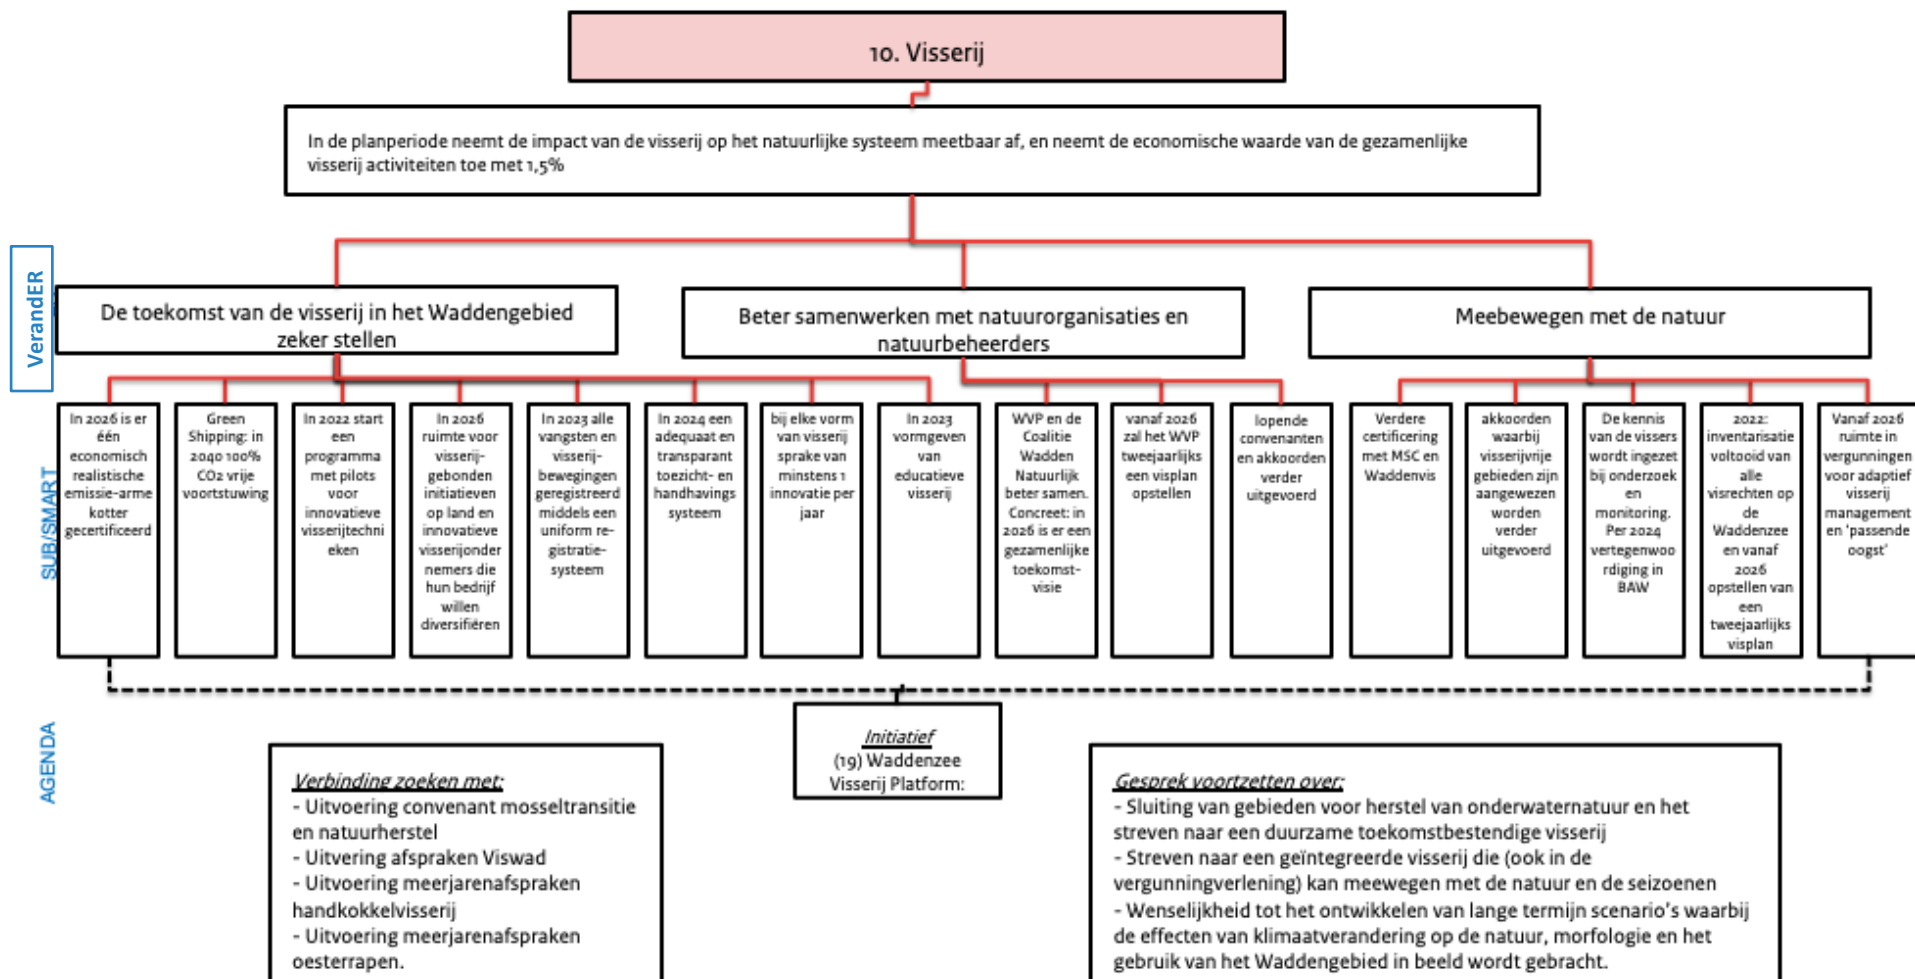 10. Visserij
In de planperiode neemt de impact van de visserij op het natuurlijke systeem meetbaar af, en neemt de economische waarde van de gezamenlijke
visserij activiteiten toe met 1,5%
VerandER
De toekomst van de visserij in het Waddengebied
zeker stellen
Beter samenwerken met natuurorganisaties en
natuurbeheerders
Meebewegen met de natuur
SUB/SMART
In 2026 is er
één
economisch
realistische
emissie-arme
kotter
gecertificeerd
Green
Shipping: in
2040 100%
CO2 vrije
voortstuwing
In 2022 start
een
programma
met pilots
voor
innovatieve
visserijtechni
eken
In 2026
ruimte voor
visserij-
gebonden
initiatieven
op land en
innovatieve
visserijonder
nemers die
hun bedrijf
willen
diversifiëren
In 2023 alle
vangsten en
visserij-
bewegingen
geregistreerd
middels een
uniform re-
gistratie-
systeem
In 2024 een
adequaat en
transparant
toezicht- en
handhavings
systeem
bij elke vorm
van visserij
sprake van
minstens 1
innovatie per
jaar
In 2023
vormgeven
van
educatieve
visserij
WVP en de
Coalitie
Wadden
Natuurlijk
beter samen.
Concreet: in
2026 is er een
gezamenlijke
toekomst-
visie
vanaf 2026
zal het WVP
tweejaarlijks
een visplan
opstellen
lopende
convenanten
en akkoorden
verder
uitgevoerd
Verdere
certificering
met MSC en
Waddenvis
akkoorden
waarbij
visserijvrije
gebieden zijn
aangewezen
worden
verder
uitgevoerd
De kennis
van de vissers
wordt ingezet
bij onderzoek
en
monitoring.
Per 2024
vertegenwoo
rdiging in
BAW
2022:
inventarisatie
voltooid van
alle
visrechten op
de
Waddenzee
en vanaf
2026
opstellen van
een
tweejaarlijks
visplan
Vanaf 2026
ruimte in
vergunningen
voor adaptief
visserij
management
en 'passende
oogst'
AGENDA
Initiatief
(19) Waddenzee
Visserij Platform:
Verbinding zoeken met:
- Uitvoering convenant mosseltransitie
en natuurherstel
- Uitvering afspraken Viswad
- Uitvoering meerjarenafspraken
handkokkelvisserij
- Uitvoering meerjarenafspraken
oesterrapen.
Gesprek voortzetten over:
- Sluiting van gebieden voor herstel van onderwaternatuur en het
streven naar een duurzame toekomstbestendige visserij
- Streven naar een geïntegreerde visserij die (ook in de
vergunningverlening) kan meewegen met de natuur en de seizoenen
- Wenselijkheid tot het ontwikkelen van lange termijn scenario's waarbij
de effecten van klimaatverandering op de natuur, morfologie en het
gebruik van het Waddengebied in beeld wordt gebracht.